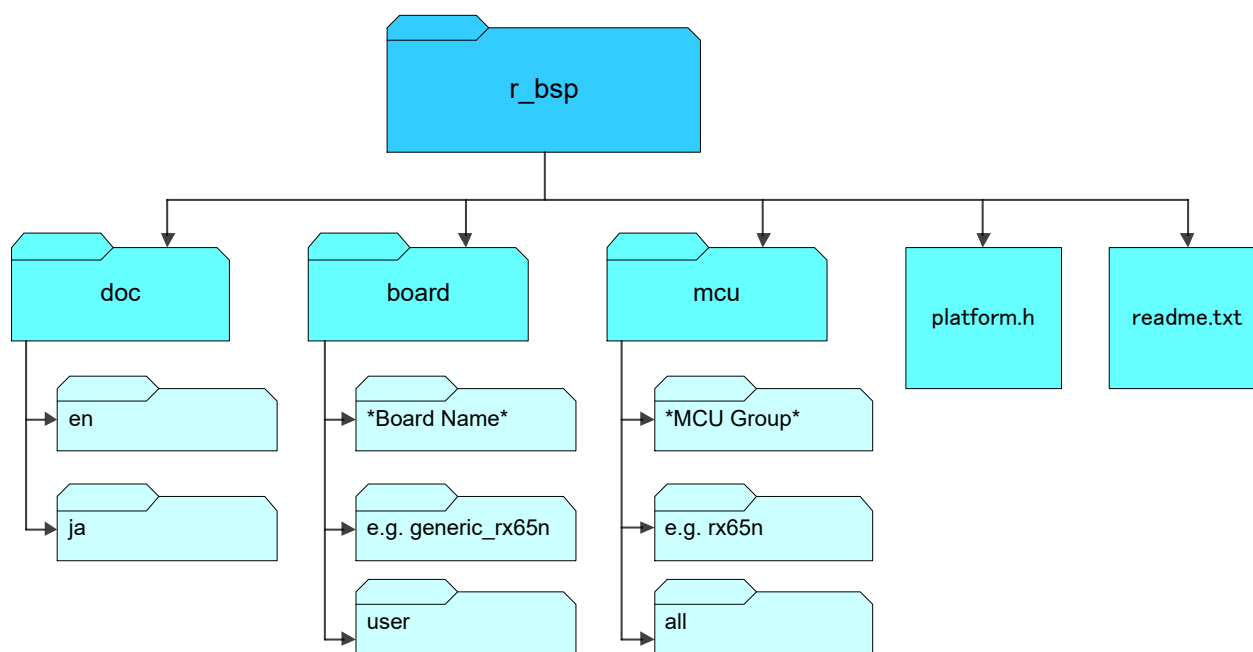 r_bsp
doc
board
mcu
platform.h
readme.txt
en
*Board Name*
*MCU Group*
ja
e.g. generic_rx65n
e.g. rx65n
user
all